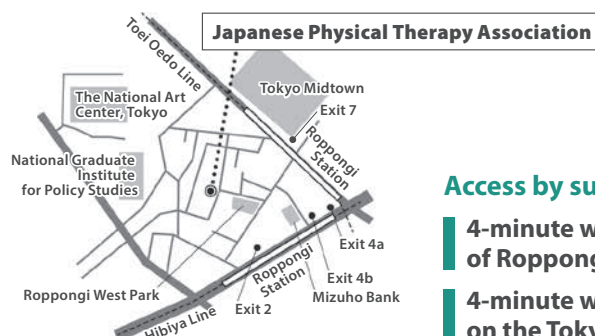 Japanese Physical Therapy Association
Toei Oedo Line
Tokyo Midtown
The National Art
Center, Tokyo
Exit 7
Roppongi
Station
National Graduate
Institute
for Policy Studies
Access by su
4-minute w
of Roppong
Exit 4a
Roppongi
Station
Exit 4b
Roppongi West Park
Exit 2
Mizuho Bank
Hibiya Line
4-minute w
on the Tokyo